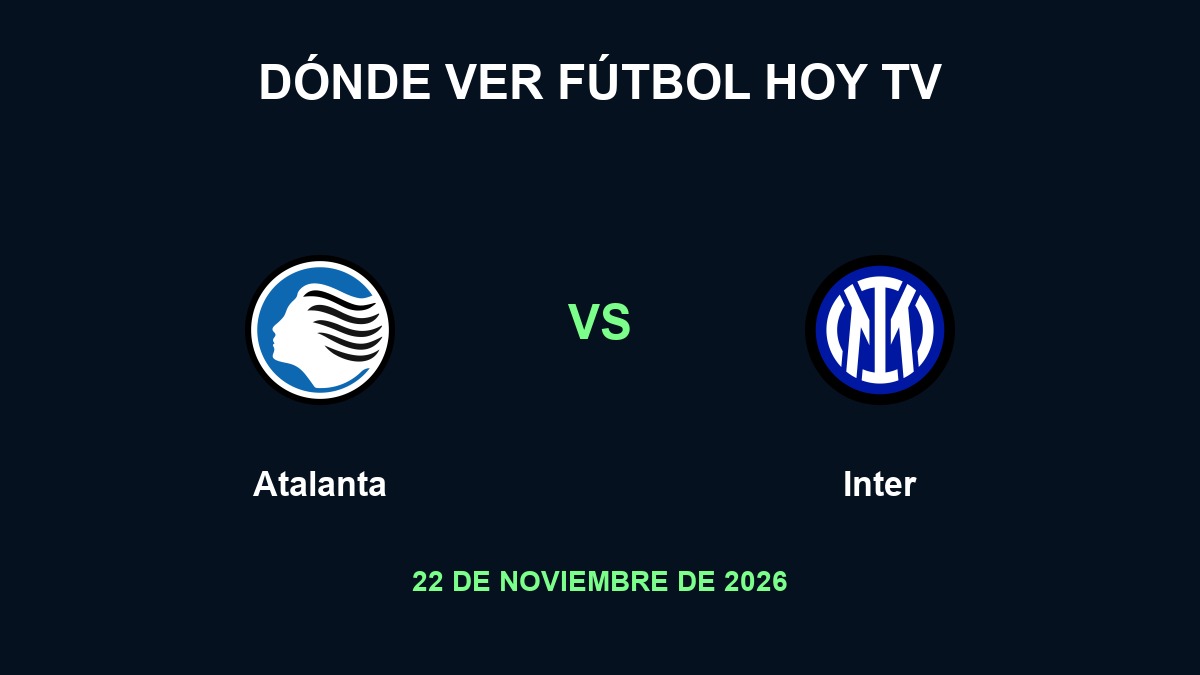 DÓNDE VER FÚTBOL HOY TV
VS
Atalanta
Inter
22 DE NOVIEMBRE DE 2026